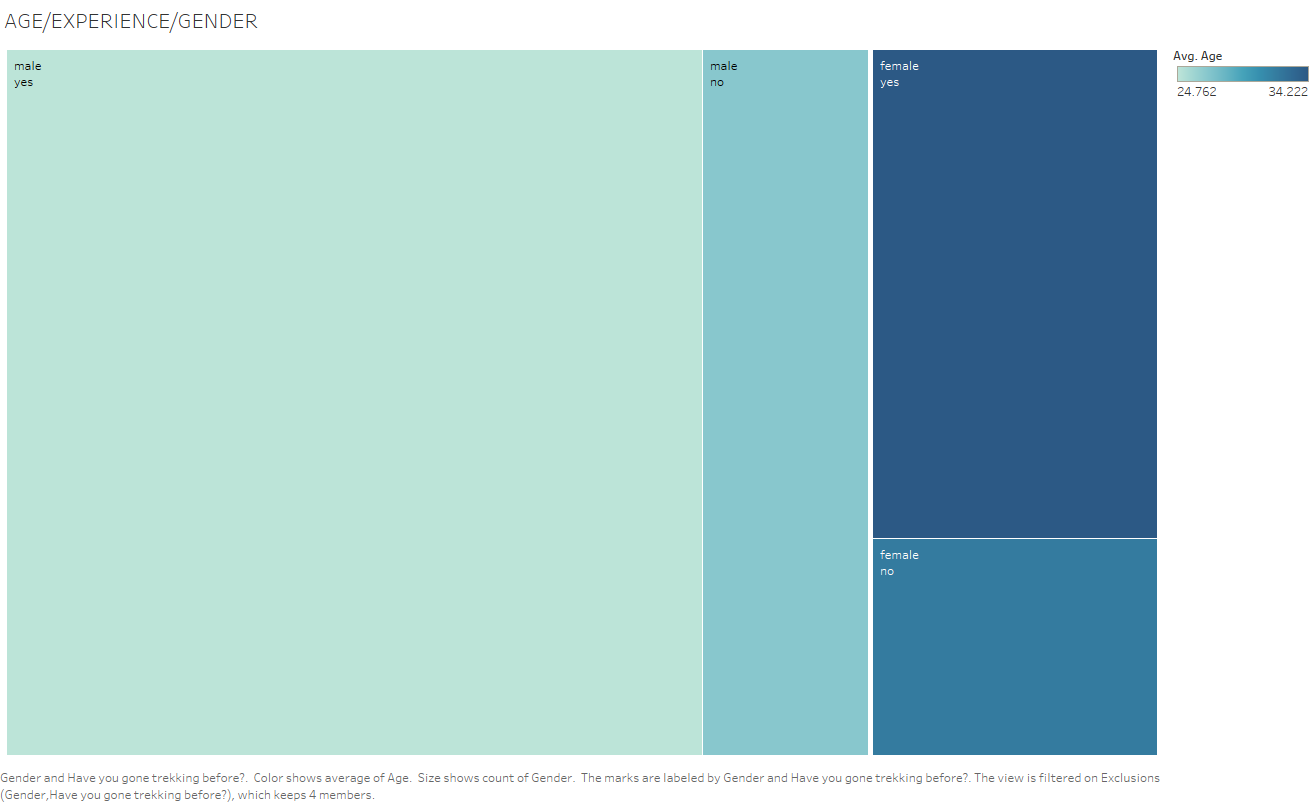 AGE/EXPERIENCE/GENDER
male
yes
male
no
female
yes
female
no
Avg. Age
24.762 34.222
Gender and Have you gone trekking before?.  Color shows average of Age.  Size shows count of Gender.  The marks are labeled by Gender and Have you gone trekking before?. The view is filtered on Exclusions
(Gender,Have you gone trekking before?), which keeps 4 members.